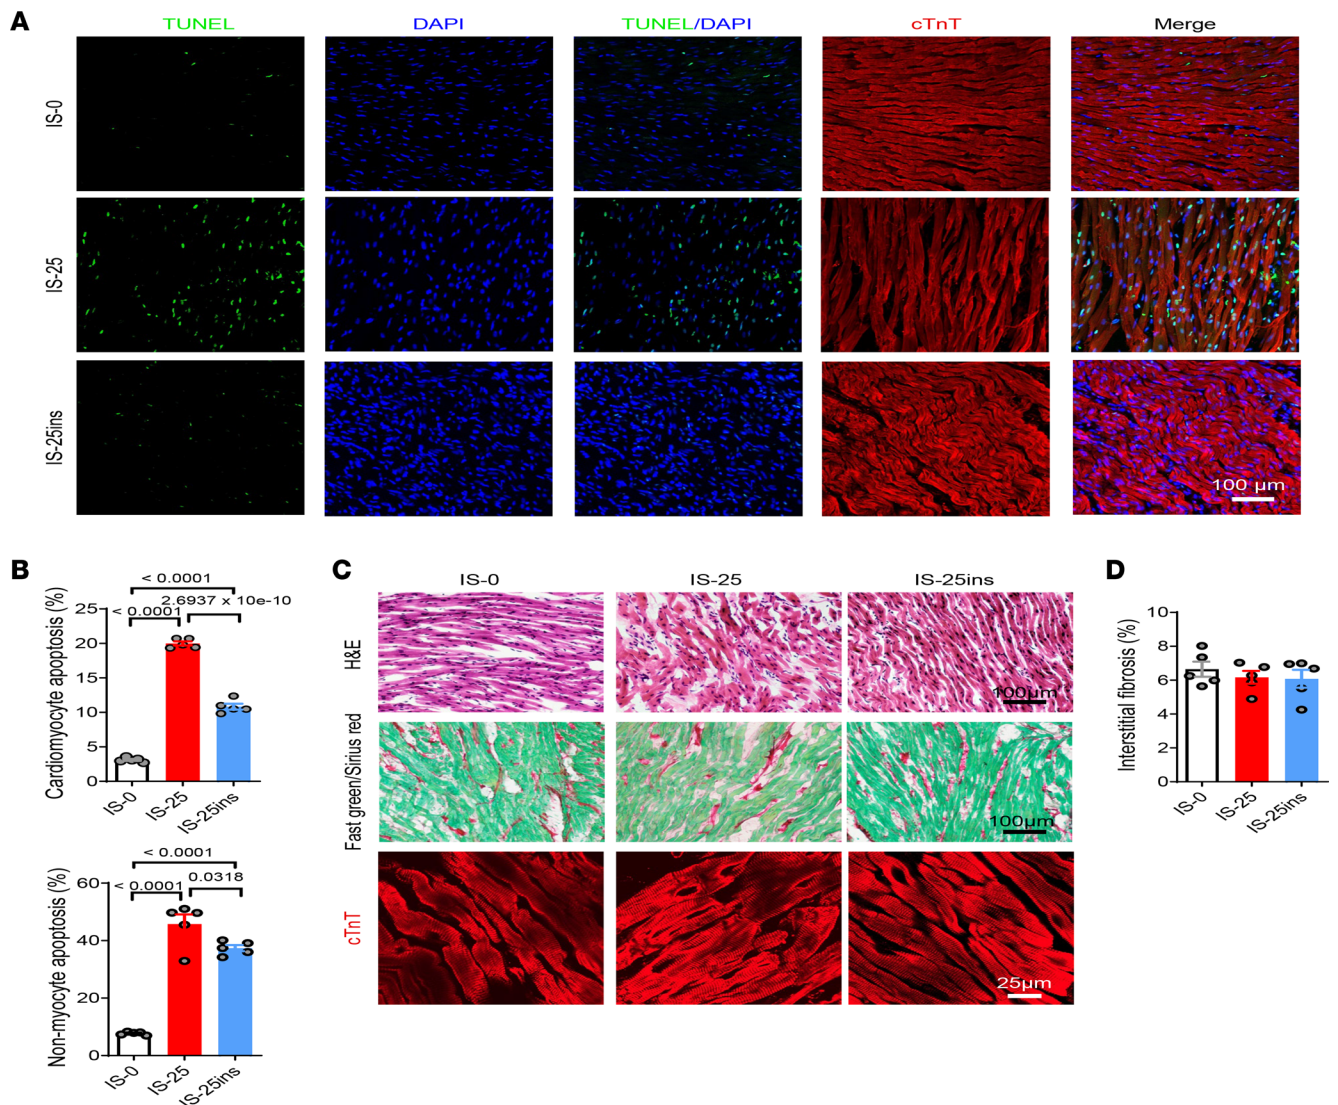 A
TUNEL DAPI TUNEL/DAPI cTnT Merge
IS-0
IS-25
IS-25ins
100 µm
B
< 0.0001
2.6937 x 10e-10
< 0.0001
Cardiomyocyte apoptosis (%)
25
20
15
10
5
0
IS-0 IS-25 IS-25ins
< 0.0001
< 0.0001 0.0318
Non-myocyte apoptosis (%)
60
40
20
0
IS-0 IS-25 IS-25ins
C
IS-0 IS-25 IS-25ins
H&E
100µm
Fast green/Sirius red
100µm
cTnT
25µm
D
Interstitial fibrosis (%)
10
8
6
4
2
0
IS-0 IS-25 IS-25ins